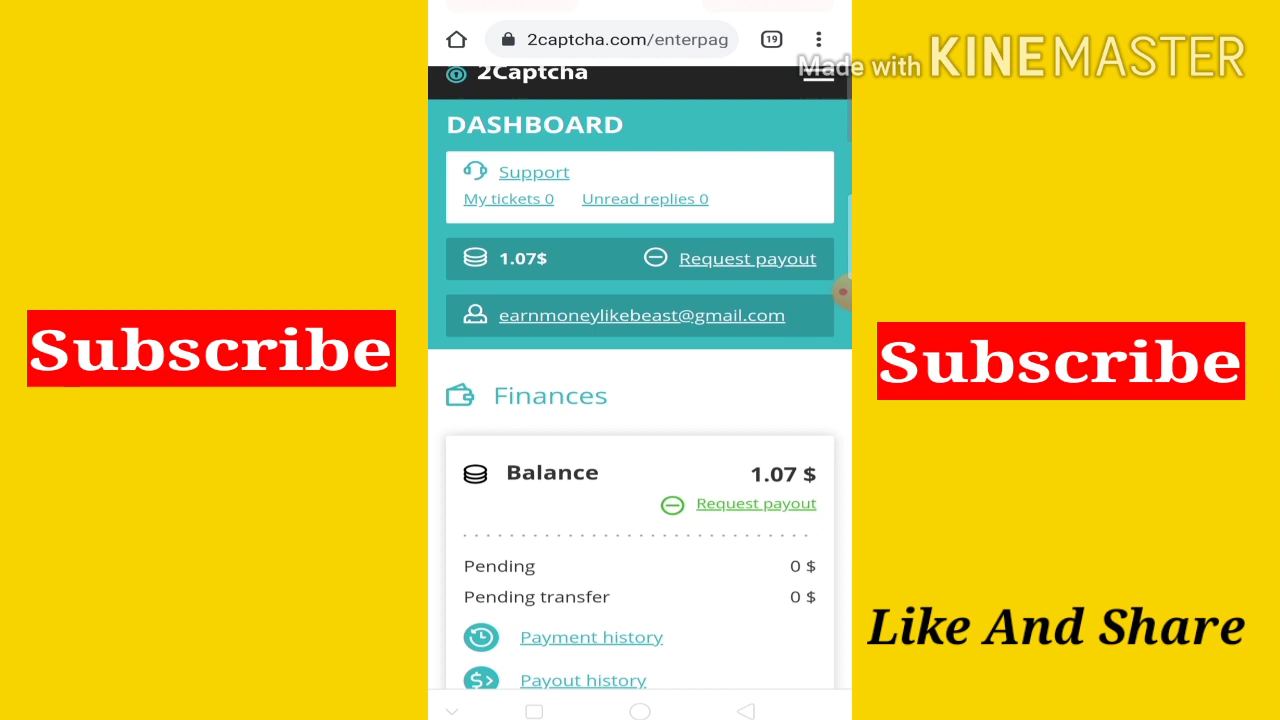 2captcha.com/enterpag
19
Made with KINEMASTER
2Captcha
DASHBOARD
Support
My tickets 0 Unread replies 0
1.07$ Request payout
earnmoneylikebeast@gmail.com
Subscribe
Subscribe
Finances
Balance 1.07 $
Request payout
Pending 0 $
Pending transfer 0 $
Like And Share
Payment history
Payout history